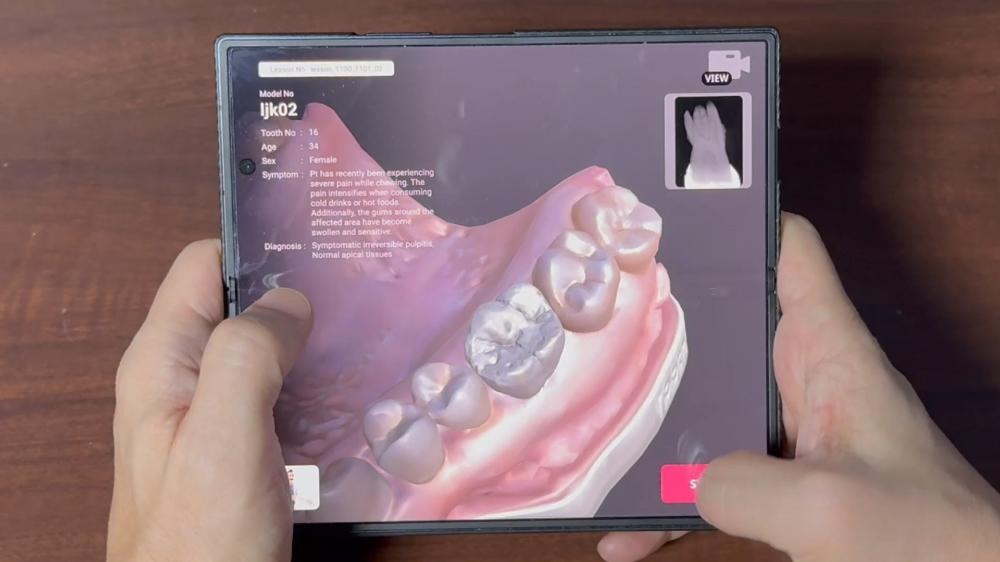 Lesson No lesson_1100_1101_02
VIEW
Model No
ljk02
Tooth No : 16
Age : 34
Sex : Female
Symptom : Pt has recently been experiencing
severe pain while chewing. The
pain intensifies when consuming
cold drinks or hot foods.
Additionally, the gums around the
affected area have become
swollen and sensitive.
Diagnosis : Symptomatic irreversible pulpitis,
Normal apical tissues